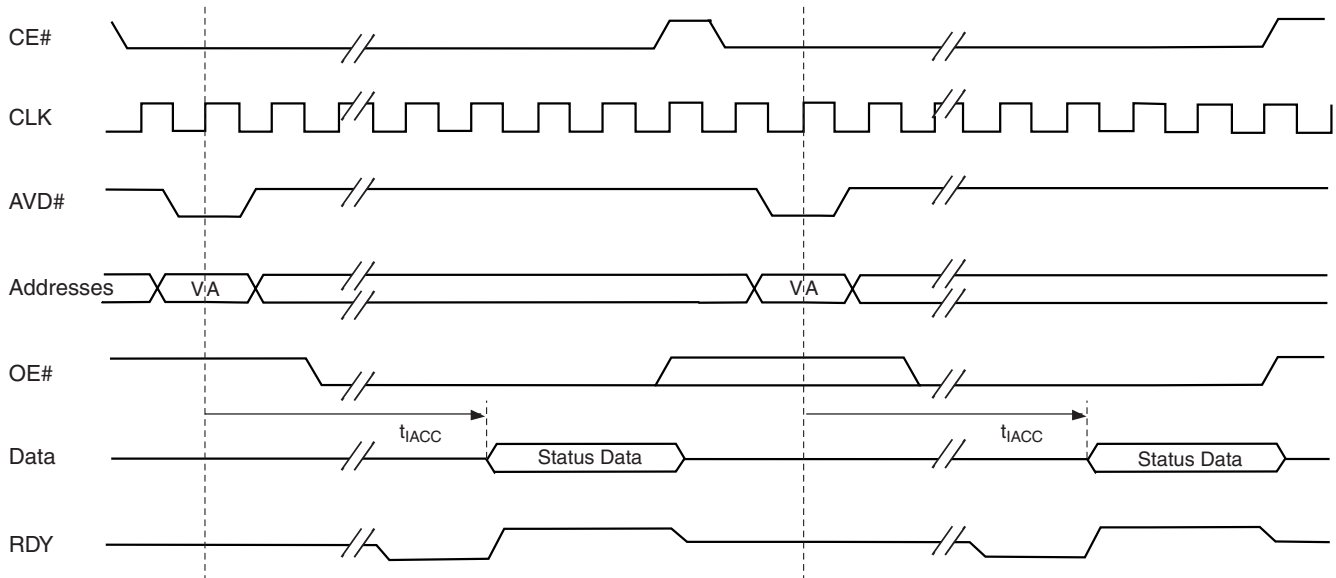 CE#
CLK
AVD#
Addresses
VA
VA
OE#
tIACC
tIACC
Data
Status Data
Status Data
RDY